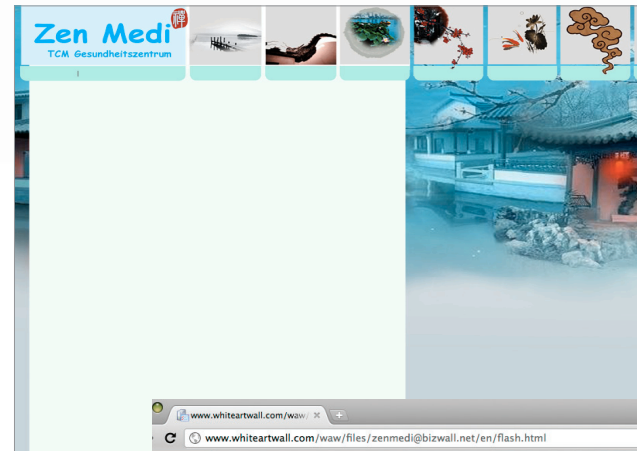 Zen Medi
禪
TCM Gesundheitszentrum
www.whiteartwall.com/waw/
www.whiteartwall.com/waw/files/zenmedi@bizwall.net/en/flash.html